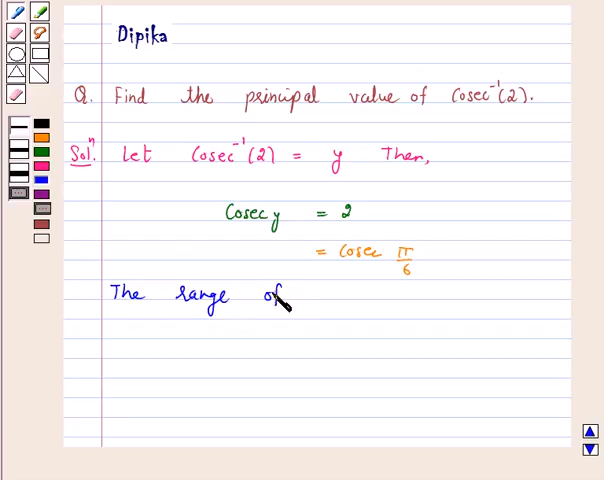 Dipika
Q. Find the principal value of Cosec⁻¹(2).
Solⁿ. Let Cosec⁻¹(2) = y Then,
Cosec y = 2
= Cosec π/6
The range of